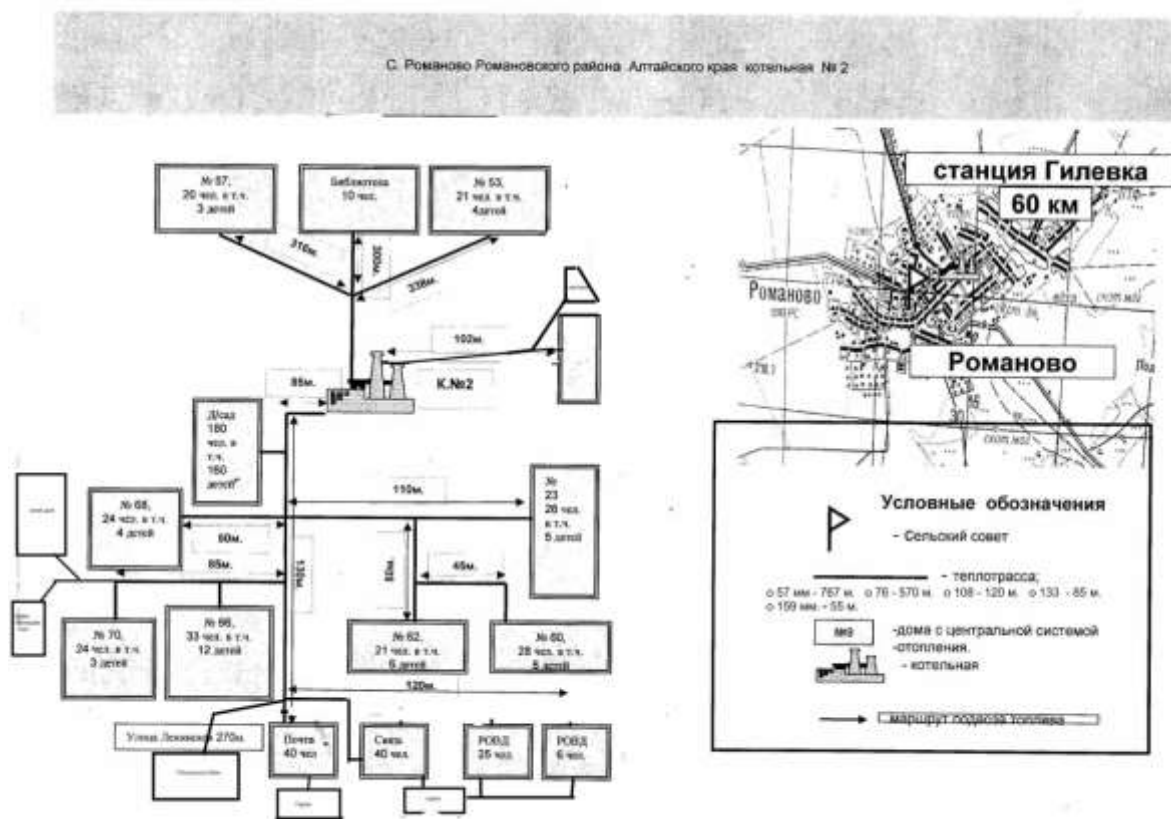 С. Романово Романовского района Алтайского края котельная № 2
№ 57,
20 чел. в т.ч.
3 детей
Библиотека
10 чел.
№ 53,
21 чел. в т.ч.
4детей
316м.
300м.
338м.
102м.
85м.
К.№2
Д/сад
180
чел. в
т.ч.
160
детей
110м.
№
23
26 чел.
в т.ч.
5 детей
№ 68,
24 чел. в т.ч.
4 детей
60м.
85м.
130м.
45м.
№ 70,
24 чел. в т.ч.
3 детей
№ 66,
33 чел. в т.ч.
12 детей
№ 62,
21 чел. в т.ч.
6 детей
№ 60,
28 чел. в т.ч.
5 детей
120м.
Улица Ленинская 270м.
Почта
40 чел
Связь
40 чел.
РОВД
25 чел.
РОВД
6 чел.
станция Гилевка
60 км
Романово
Романово
Условные обозначения
- Сельский совет
- теплотрасса;
o 57 мм - 767 м. o 76 - 570 м. o 108 - 120 м. o 133 - 85 м.
o 159 мм. - 55 м.
№9
-дома с центральной системой
-отопления.
- котельная
маршрут подвоза топлива